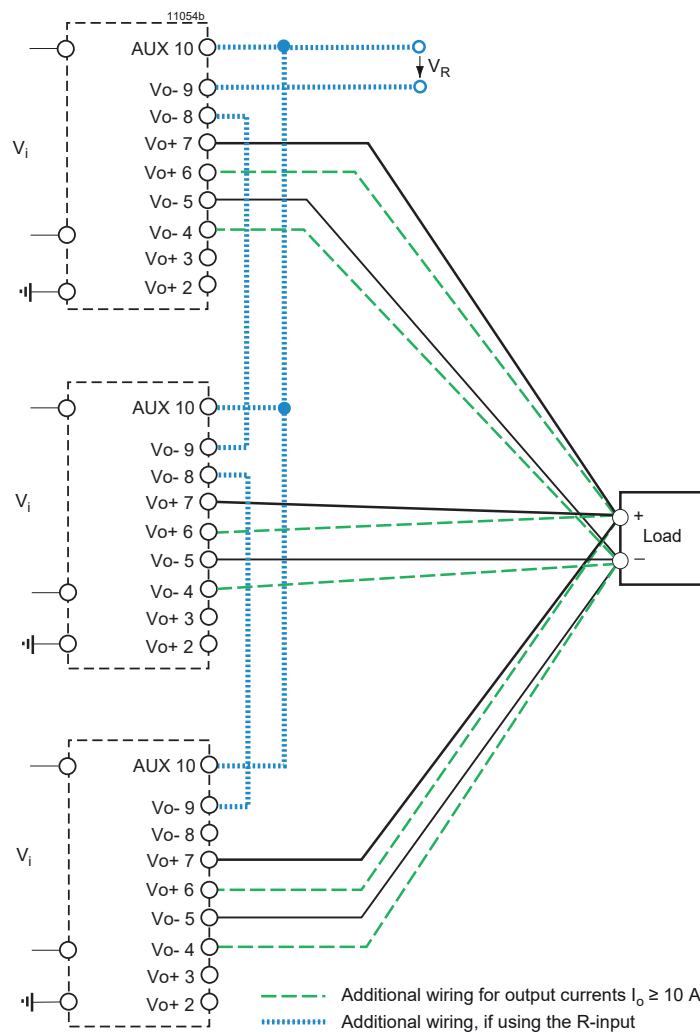 11054b
AUX 10
V_R
Vo- 9
Vo- 8
V_i
Vo+ 7
Vo+ 6
Vo- 5
Vo- 4
Vo+ 3
Vo+ 2
AUX 10
Vo- 9
Vo- 8
V_i
Vo+ 7
Vo+ 6
Vo- 5
Vo- 4
Vo+ 3
Vo+ 2
+
Load
–
AUX 10
Vo- 9
Vo- 8
V_i
Vo+ 7
Vo+ 6
Vo- 5
Vo- 4
Vo+ 3
Vo+ 2
Additional wiring for output currents I_o ≥ 10 A
Additional wiring, if using the R-input